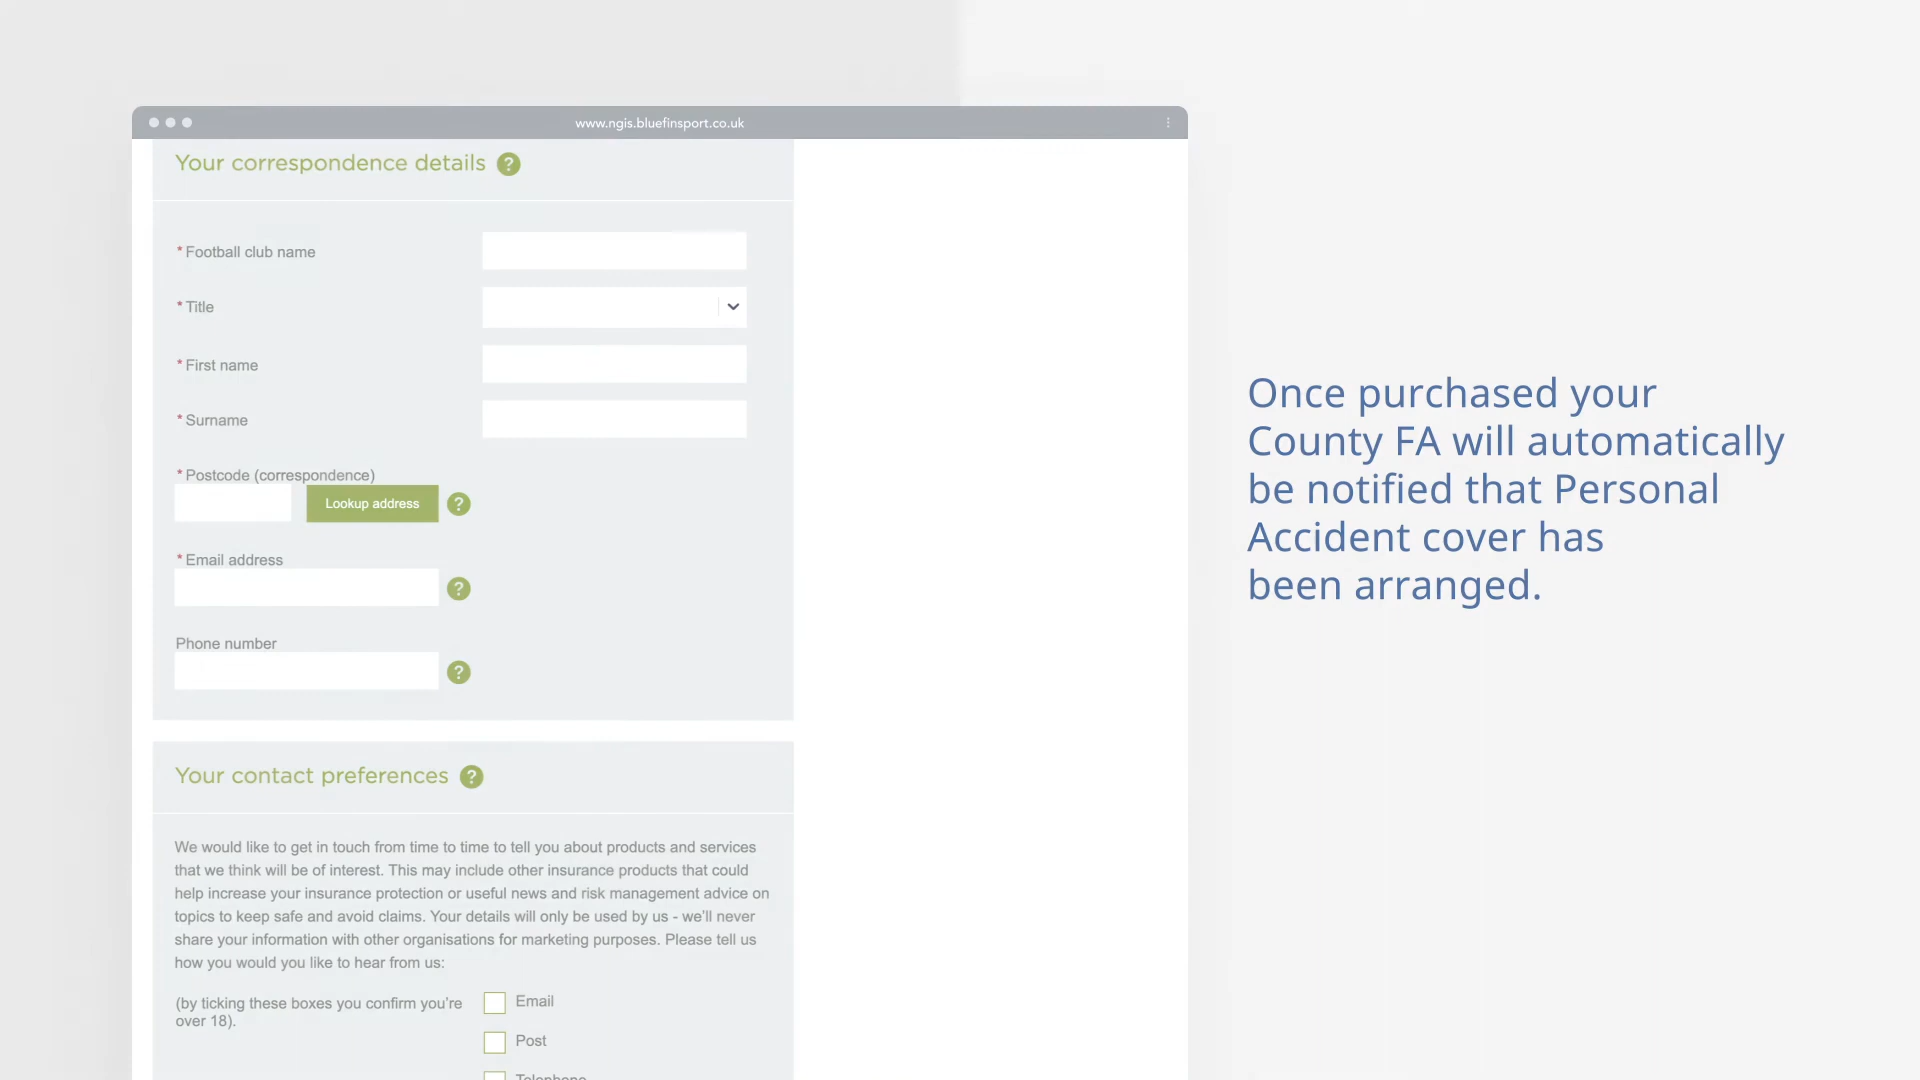 www.ngis.bluefinsport.co.uk
Your correspondence details ?
* Football club name
* Title
* First name
* Surname
* Postcode (correspondence)
Lookup address ?
* Email address
?
Phone number
?
Your contact preferences ?
We would like to get in touch from time to time to tell you about products and services
that we think will be of interest. This may include other insurance products that could
help increase your insurance protection or useful news and risk management advice on
topics to keep safe and avoid claims. Your details will only be used by us - we'll never
share your information with other organisations for marketing purposes. Please tell us
how you would you like to hear from us:
(by ticking these boxes you confirm you're
over 18).
Email
Post
Telephone
Once purchased your
County FA will automatically
be notified that Personal
Accident cover has
been arranged.